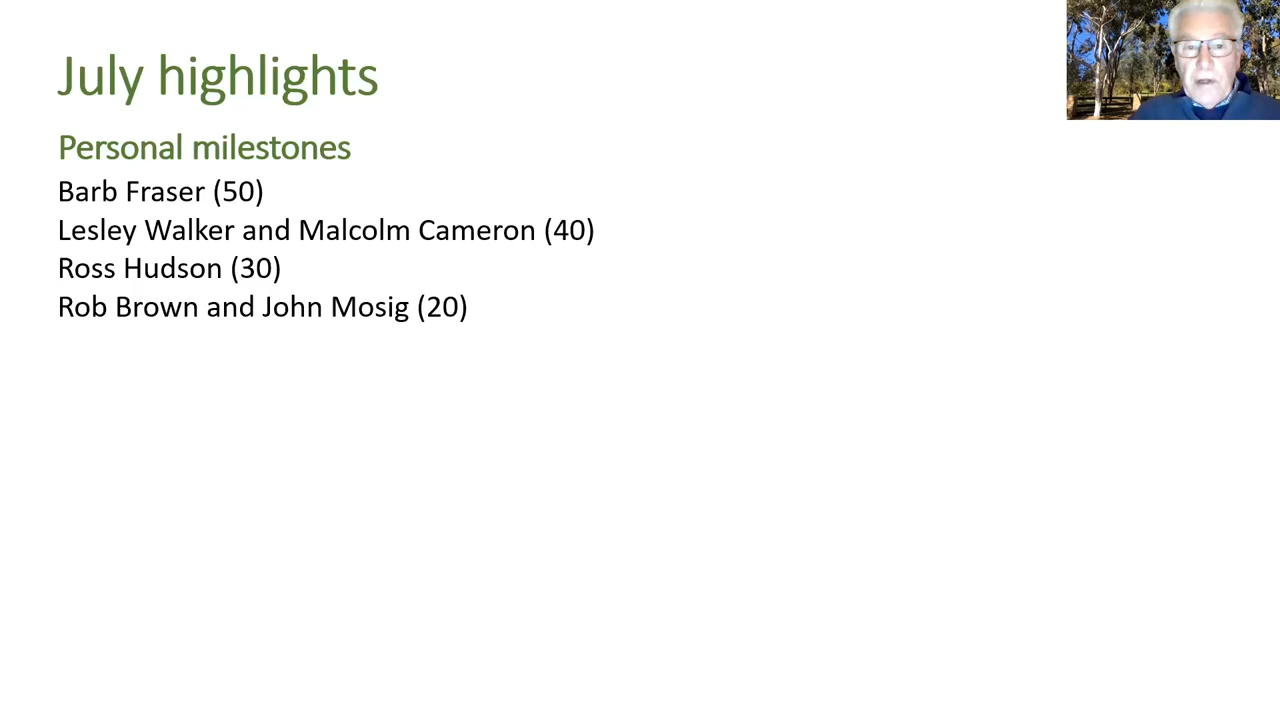 July highlights
Personal milestones
Barb Fraser (50)
Lesley Walker and Malcolm Cameron (40)
Ross Hudson (30)
Rob Brown and John Mosig (20)